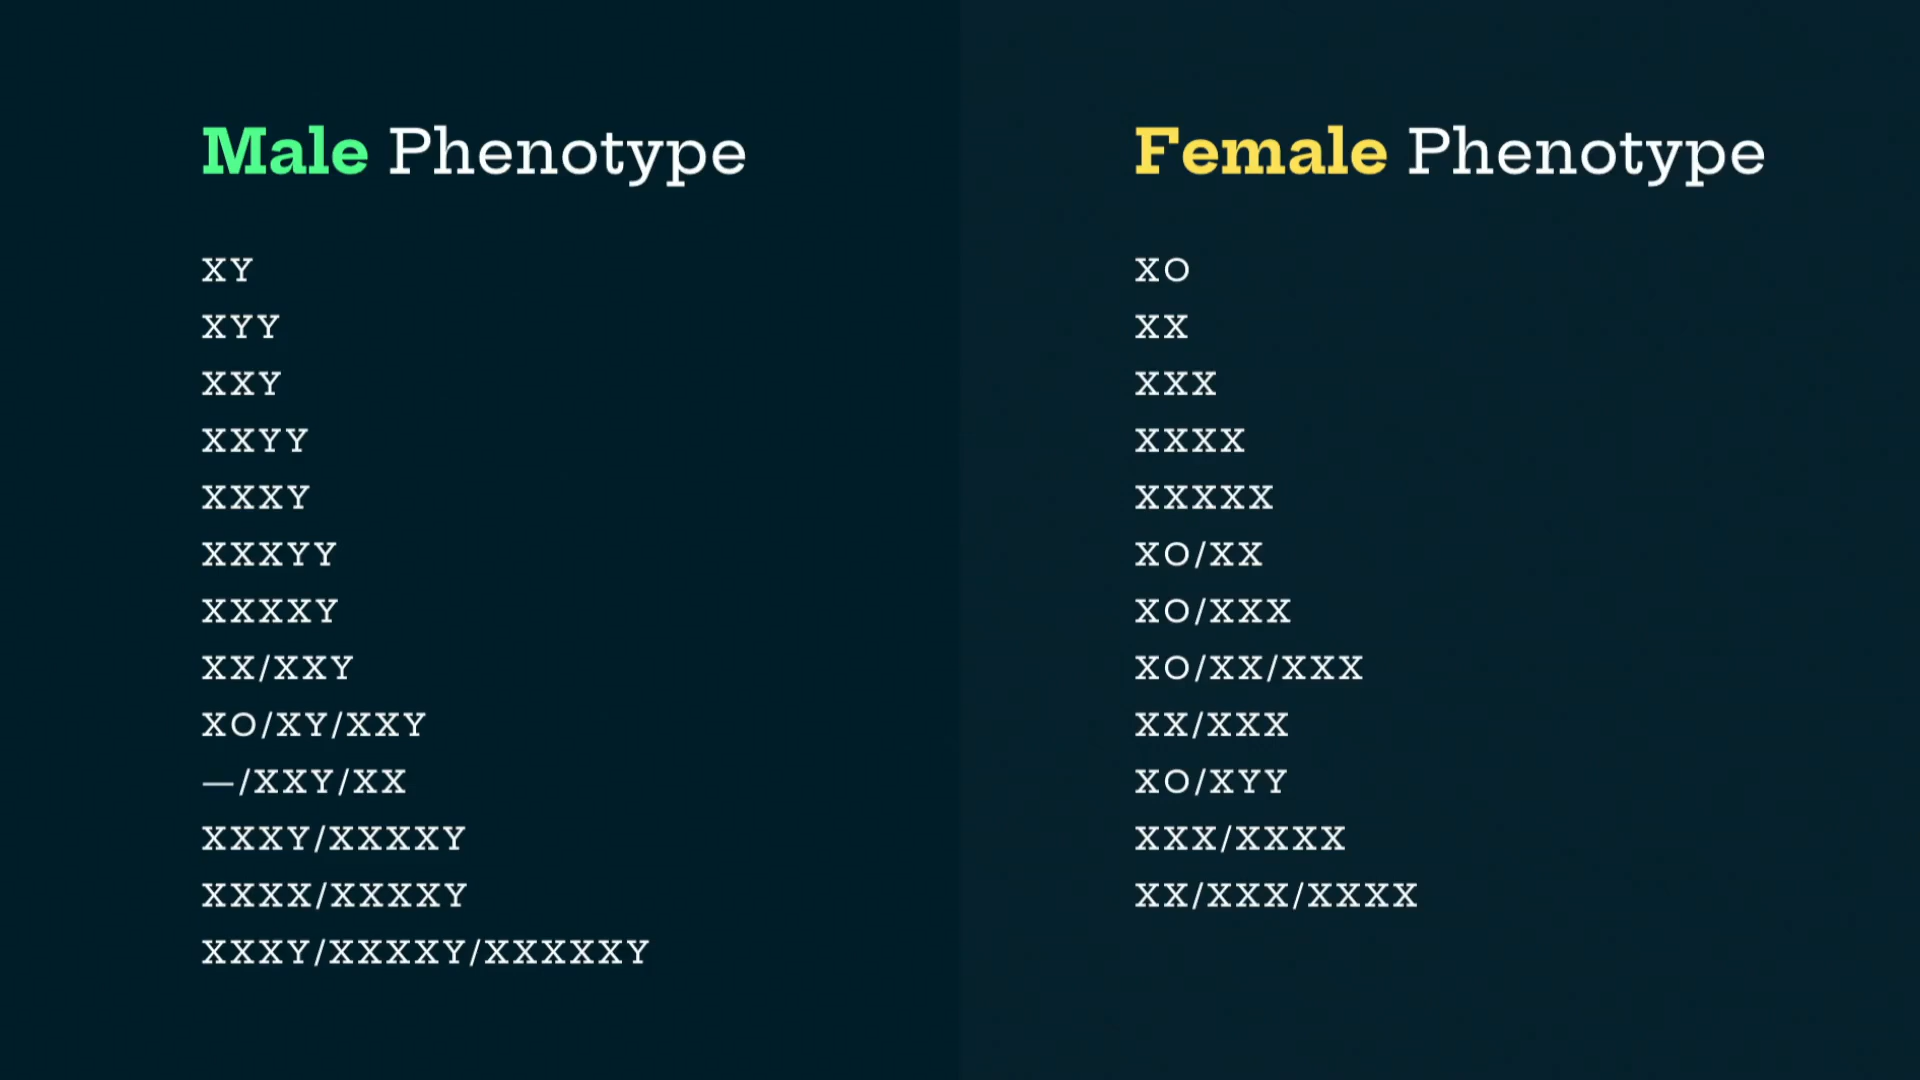 Male Phenotype
XY
XYY
XXY
XXYY
XXXY
XXXYY
XXXXY
XX/XXY
XO/XY/XXY
—/XXY/XX
XXXY/XXXXY
XXXX/XXXXY
XXXY/XXXXY/XXXXXY
Female Phenotype
XO
XX
XXX
XXXX
XXXXX
XO/XX
XO/XXX
XO/XX/XXX
XX/XXX
XO/XYY
XXX/XXXX
XX/XXX/XXXX